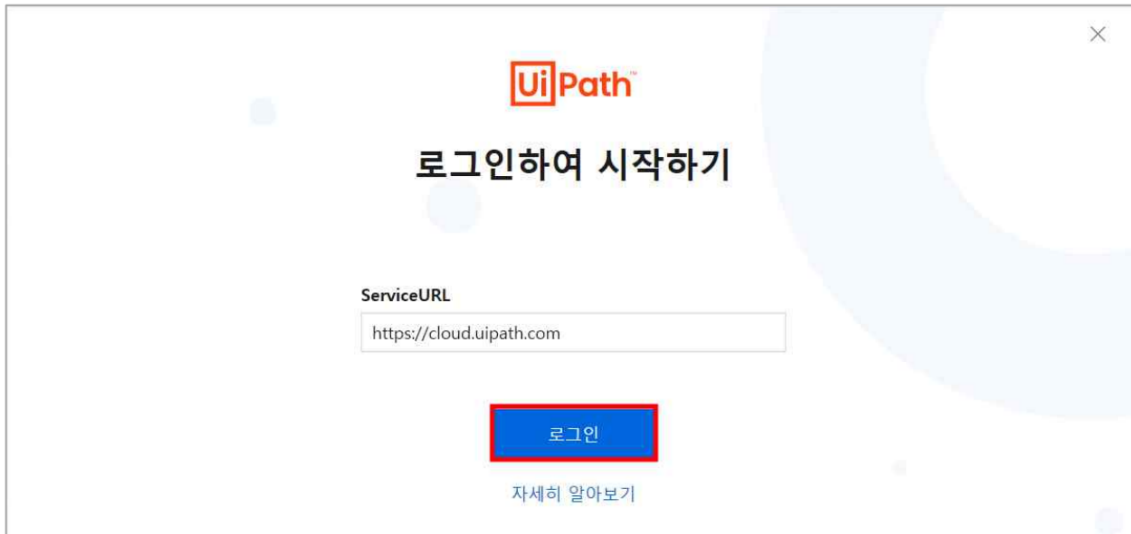 UiPath™
로그인하여 시작하기
ServiceURL
https://cloud.uipath.com
로그인
자세히 알아보기